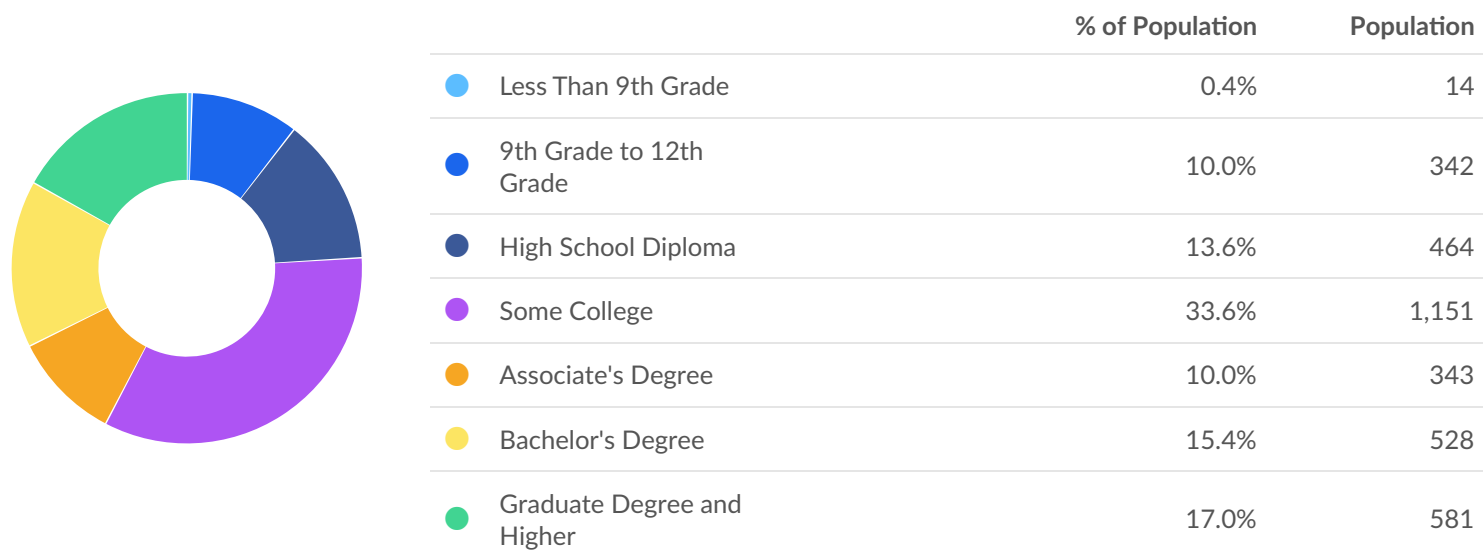 % of Population Population
Less Than 9th Grade 0.4% 14
9th Grade to 12th
Grade 10.0% 342
High School Diploma 13.6% 464
Some College 33.6% 1,151
Associate's Degree 10.0% 343
Bachelor's Degree 15.4% 528
Graduate Degree and
Higher 17.0% 581